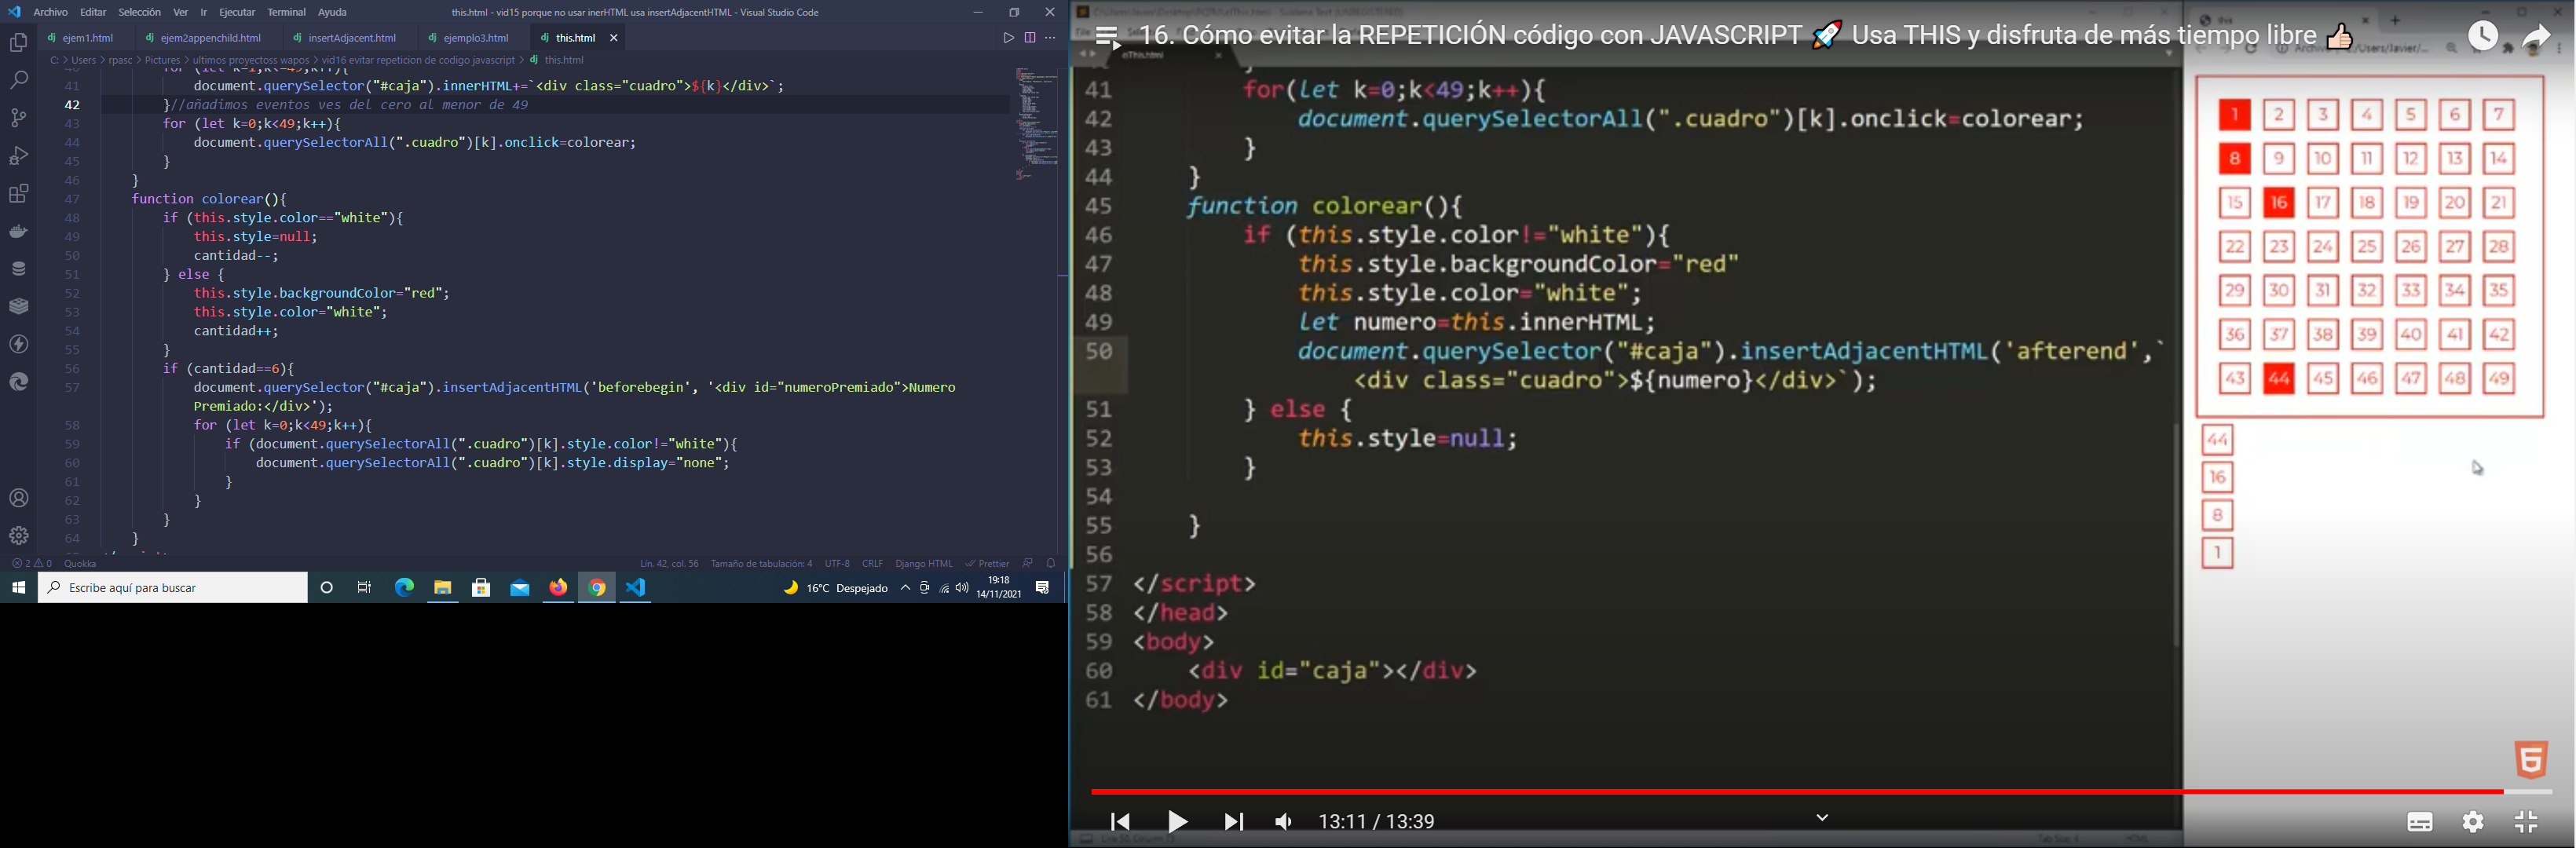 Archivo Editar Selección Ver Ir Ejecutar Terminal Ayuda
this.html - vid15 porque no usar inerHTML usa insertAdjacentHTML - Visual Studio Code
ejem1.html
ejem2appenchild.html
insertAdjacent.html
ejemplo3.html
this.html
C: > Users > rpasc > Pictures > ultimos proyectoss wapos > vid16 evitar repeticion de codigo javascript > this.html
41 document.querySelector("#caja").innerHTML+=`<div class="cuadro">${k}</div>`;
42 }//añadimos eventos ves del cero al menor de 49
43 for (let k=0;k<49;k++){
44 document.querySelectorAll(".cuadro")[k].onclick=colorear;
45 }
46 }
47 function colorear(){
48 if (this.style.color=="white"){
49 this.style=null;
50 cantidad--;
51 } else {
52 this.style.backgroundColor="red";
53 this.style.color="white";
54 cantidad++;
55 }
56 if (cantidad==6){
57 document.querySelector("#caja").insertAdjacentHTML('beforebegin', '<div id="numeroPremiado">Numero
Premiado:</div>');
58 for (let k=0;k<49;k++){
59 if (document.querySelectorAll(".cuadro")[k].style.color!="white"){
60 document.querySelectorAll(".cuadro")[k].style.display="none";
61 }
62 }
63 }
64 }
2 0 Quokka
Lín. 42, col. 56 Tamaño de tabulación: 4 UTF-8 CRLF Django HTML Prettier
Escribe aquí para buscar
16°C Despejado
19:18
14/11/2021
16. Cómo evitar la REPETICIÓN código con JAVASCRIPT 🚀 Usa THIS y disfruta de más tiempo libre 👍
41 for(let k=0;k<49;k++){
42 document.querySelectorAll(".cuadro")[k].onclick=colorear;
43 }
44 }
45 function colorear(){
46 if (this.style.color!="white"){
47 this.style.backgroundColor="red"
48 this.style.color="white";
49 let numero=this.innerHTML;
50 document.querySelector("#caja").insertAdjacentHTML('afterend',`
<div class="cuadro">${numero}</div>`);
51 } else {
52 this.style=null;
53 }
54
55 }
56
57 </script>
58 </head>
59 <body>
60 <div id="caja"></div>
61 </body>
1 2 3 4 5 6 7
8 9 10 11 12 13 14
15 16 17 18 19 20 21
22 23 24 25 26 27 28
29 30 31 32 33 34 35
36 37 38 39 40 41 42
43 44 45 46 47 48 49
44
16
8
1
13:11 / 13:39